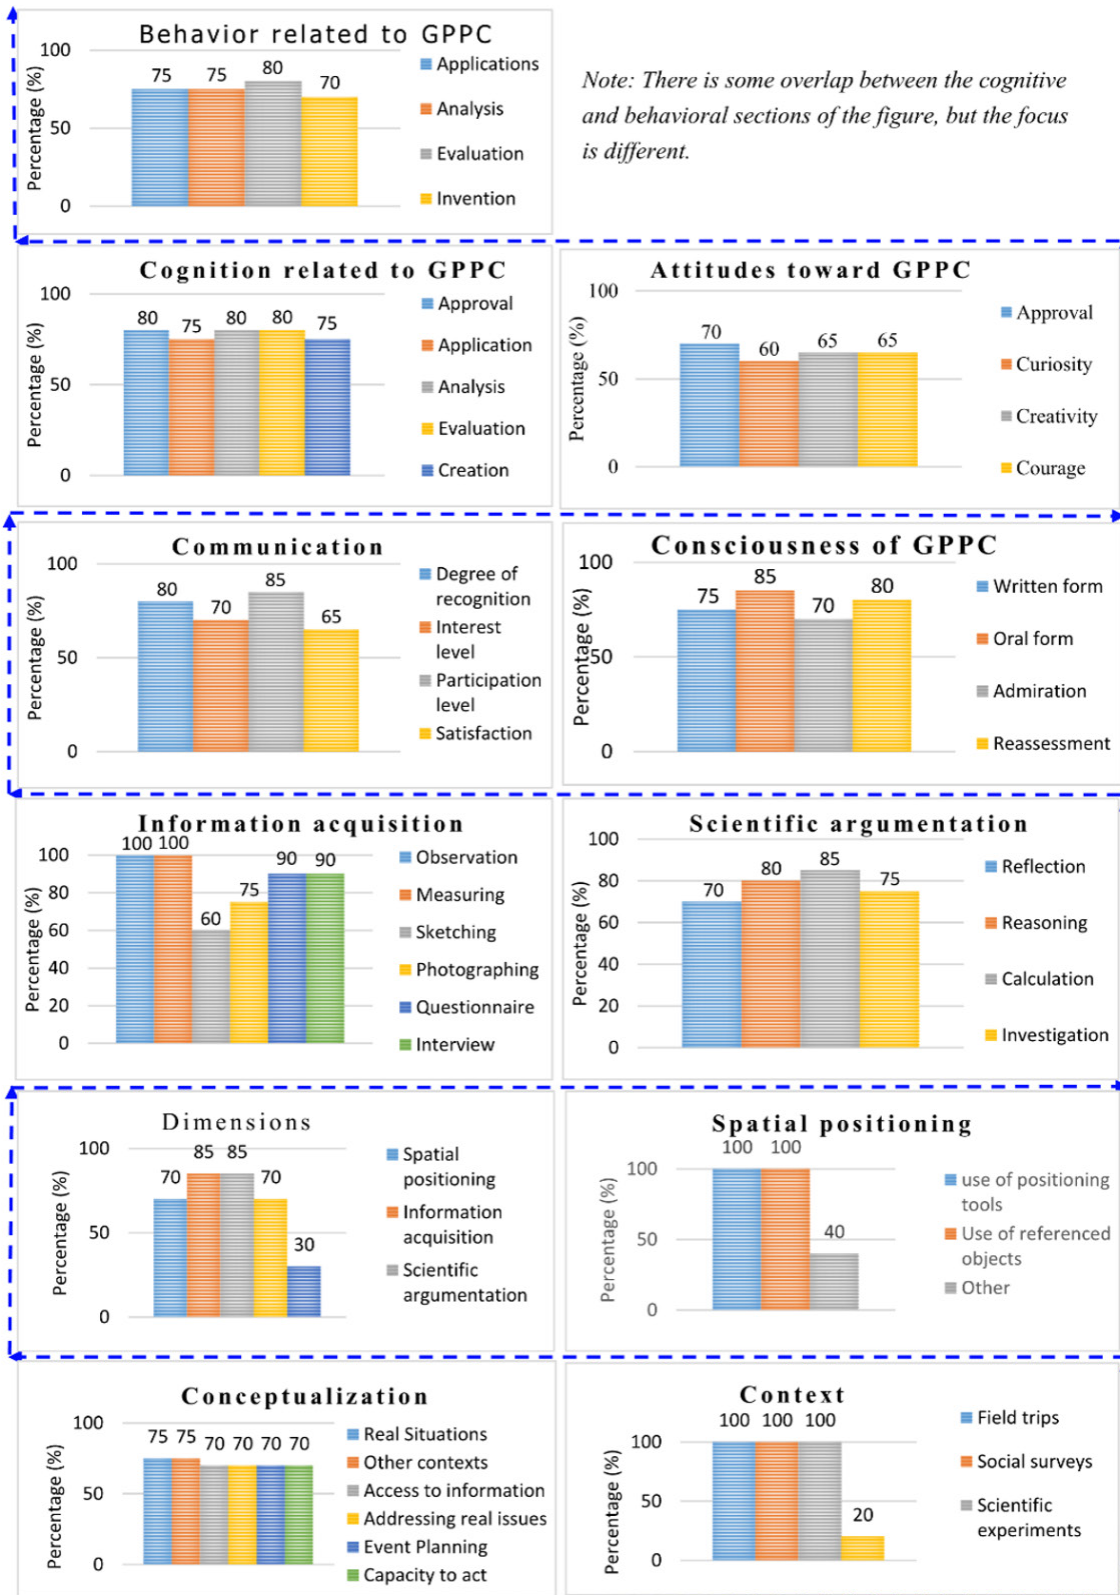 Behavior related to GPPC
Percentage (%)
100
50
0
75
75
80
70
Applications
Analysis
Evaluation
Invention
Note: There is some overlap between the cognitive
and behavioral sections of the figure, but the focus
is different.
Cognition related to GPPC
Percentage (%)
100
50
0
80
75
80
80
75
Approval
Application
Analysis
Evaluation
Creation
Attitudes toward GPPC
Percentage (%)
100
50
0
70
60
65
65
Approval
Curiosity
Creativity
Courage
Communication
Percentage (%)
100
50
0
80
70
85
65
Degree of
recognition
Interest
level
Participation
level
Satisfaction
Consciousness of GPPC
Percentage (%)
100
50
0
75
85
70
80
Written form
Oral form
Admiration
Reassessment
Information acquisition
Percentage (%)
100
80
60
40
20
0
100
100
60
75
90
90
Observation
Measuring
Sketching
Photographing
Questionnaire
Interview
Scientific argumentation
Percentage (%)
100
80
60
40
20
0
70
80
85
75
Reflection
Reasoning
Calculation
Investigation
Dimensions
Percentage (%)
100
50
0
70
85
85
70
30
Spatial
positioning
Information
acquisition
Scientific
argumentation
Spatial positioning
Percentage (%)
100
50
0
100
100
40
use of positioning
tools
Use of referenced
objects
Other
Conceptualization
Percentage (%)
100
50
0
75
75
70
70
70
70
Real Situations
Other contexts
Access to information
Addressing real issues
Event Planning
Capacity to act
Context
Percentage (%)
100
50
0
100
100
100
20
Field trips
Social surveys
Scientific
experiments